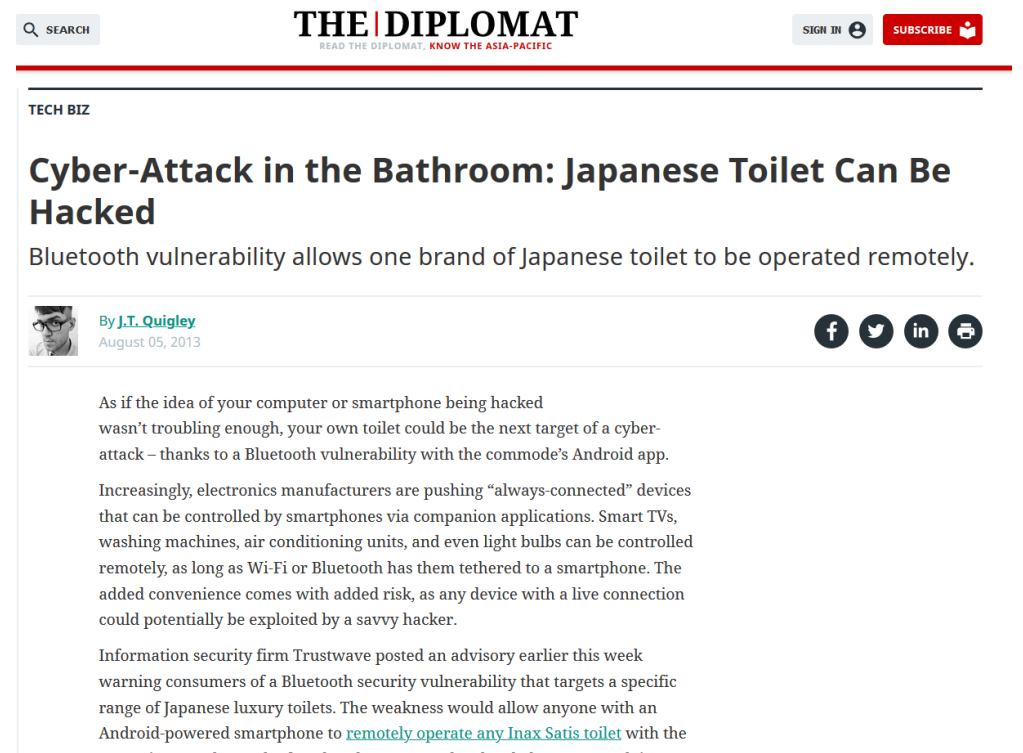 SEARCH
THE|DIPLOMAT
READ THE DIPLOMAT, KNOW THE ASIA-PACIFIC
SIGN IN
SUBSCRIBE
TECH BIZ
Cyber-Attack in the Bathroom: Japanese Toilet Can Be
Hacked
Bluetooth vulnerability allows one brand of Japanese toilet to be operated remotely.
By J.T. Quigley
August 05, 2013
As if the idea of your computer or smartphone being hacked
wasn’t troubling enough, your own toilet could be the next target of a cyber-
attack – thanks to a Bluetooth vulnerability with the commode’s Android app.
Increasingly, electronics manufacturers are pushing “always-connected” devices
that can be controlled by smartphones via companion applications. Smart TVs,
washing machines, air conditioning units, and even light bulbs can be controlled
remotely, as long as Wi-Fi or Bluetooth has them tethered to a smartphone. The
added convenience comes with added risk, as any device with a live connection
could potentially be exploited by a savvy hacker.
Information security firm Trustwave posted an advisory earlier this week
warning consumers of a Bluetooth security vulnerability that targets a specific
range of Japanese luxury toilets. The weakness would allow anyone with an
Android-powered smartphone to remotely operate any Inax Satis toilet with the